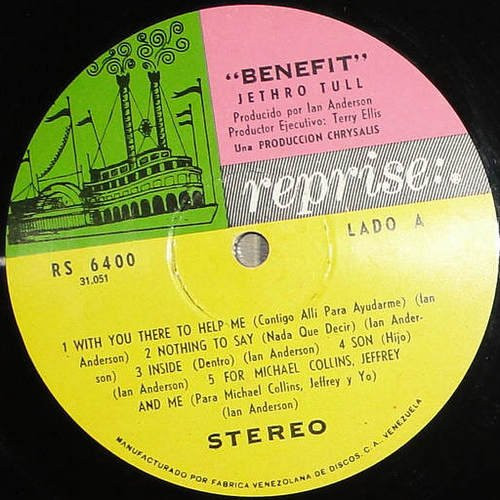 "BENEFIT"
JETHRO TULL
Producido por Ian Anderson
Productor Ejecutivo: Terry Ellis
Una PRODUCCION CHRYSALIS
reprise:.
LADO A
RS 6400
31.051
1 WITH YOU THERE TO HELP ME (Contigo Alli Para Ayudarme) (Ian
Anderson) 2 NOTHING TO SAY (Nada Que Decir) (Ian Ander-
son) 3 INSIDE (Dentro) (Ian Anderson) 4 SON (Hijo)
(Ian Anderson) 5 FOR MICHAEL COLLINS, JEFFREY
AND ME (Para Michael Collins, Jeffrey y Yo)
(Ian Anderson)
STEREO
MANUFACTURADO POR FABRICA VENEZOLANA DE DISCOS, C. A., VENEZUELA